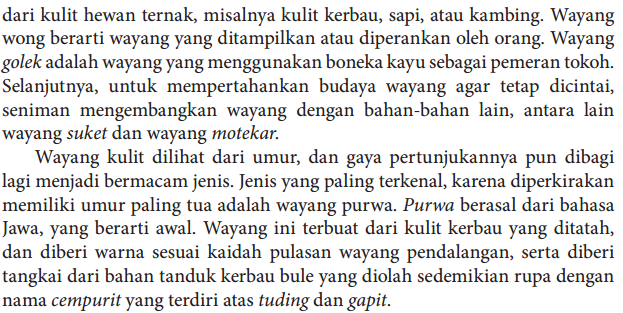 dari kulit hewan ternak, misalnya kulit kerbau, sapi, atau kambing. Wayang
wong berarti wayang yang ditampilkan atau diperankan oleh orang. Wayang
golek adalah wayang yang menggunakan boneka kayu sebagai pemeran tokoh.
Selanjutnya, untuk mempertahankan budaya wayang agar tetap dicintai,
seniman mengembangkan wayang dengan bahan-bahan lain, antara lain
wayang suket dan wayang motekar.
Wayang kulit dilihat dari umur, dan gaya pertunjukannya pun dibagi
lagi menjadi bermacam jenis. Jenis yang paling terkenal, karena diperkirakan
memiliki umur paling tua adalah wayang purwa. Purwa berasal dari bahasa
Jawa, yang berarti awal. Wayang ini terbuat dari kulit kerbau yang ditatah,
dan diberi warna sesuai kaidah pulasan wayang pendalangan, serta diberi
tangkai dari bahan tanduk kerbau bule yang diolah sedemikian rupa dengan
nama cempurit yang terdiri atas tuding dan gapit.